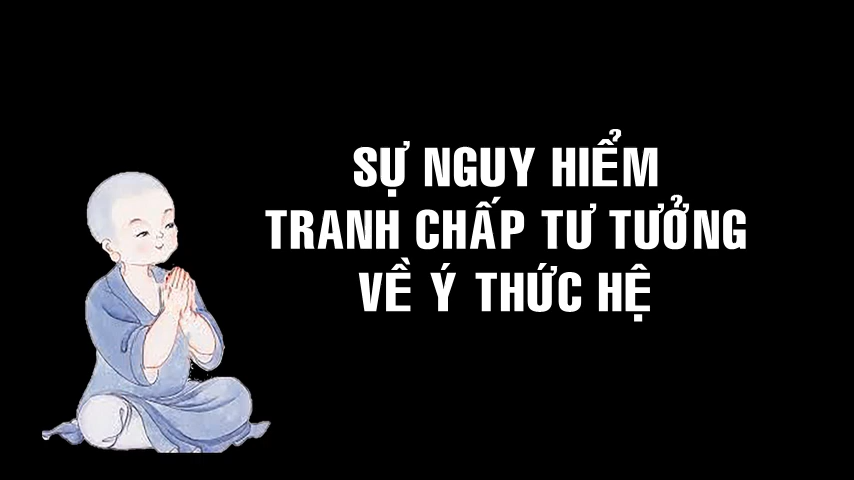 SỰ NGUY HIỂM
TRANH CHẤP TƯ TƯỞNG
VỀ Ý THỨC HỆ